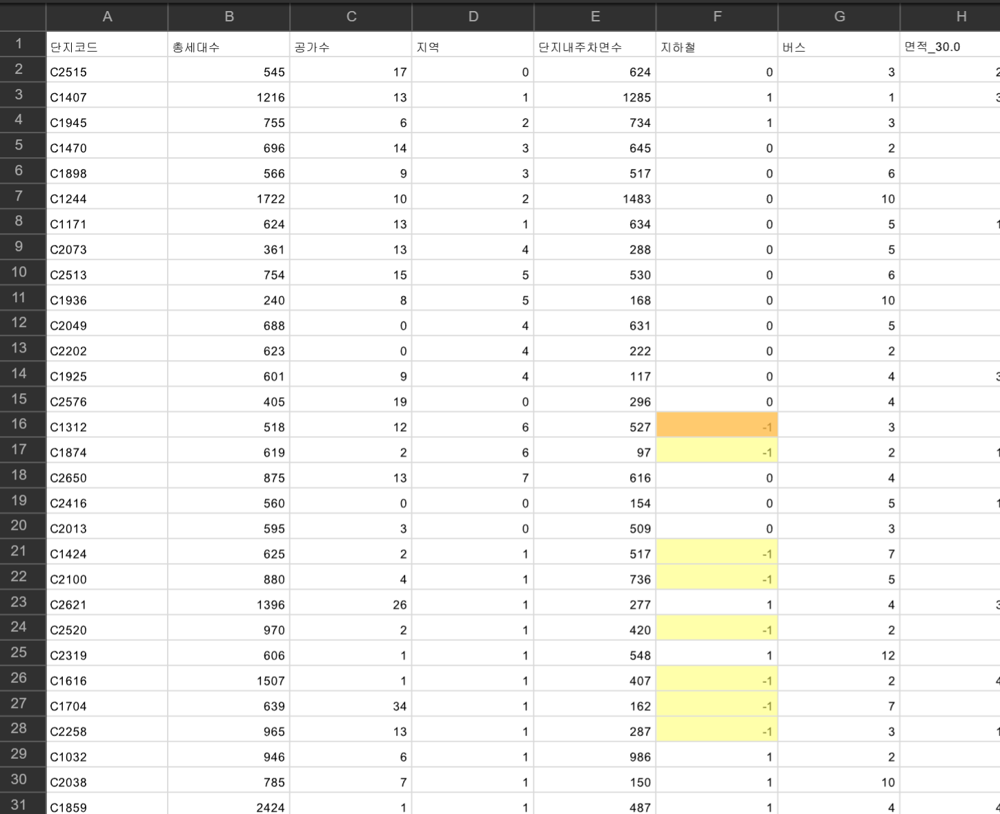 A B C D E F G H
1 단지코드 총세대수 공가수 지역 단지내주차면수 지하철 버스 면적_30.0
2 C2515 545 17 0 624 0 3
3 C1407 1216 13 1 1285 1 1
4 C1945 755 6 2 734 1 3
5 C1470 696 14 3 645 0 2
6 C1898 566 9 3 517 0 6
7 C1244 1722 10 2 1483 0 10
8 C1171 624 13 1 634 0 5
9 C2073 361 13 4 288 0 5
10 C2513 754 15 5 530 0 6
11 C1936 240 8 5 168 0 10
12 C2049 688 0 4 631 0 5
13 C2202 623 0 4 222 0 2
14 C1925 601 9 4 117 0 4
15 C2576 405 19 0 296 0 4
16 C1312 518 12 6 527 -1 3
17 C1874 619 2 6 97 -1 2
18 C2650 875 13 7 616 0 4
19 C2416 560 0 0 154 0 5
20 C2013 595 3 0 509 0 3
21 C1424 625 2 1 517 -1 7
22 C2100 880 4 1 736 -1 5
23 C2621 1396 26 1 277 1 4
24 C2520 970 2 1 420 -1 2
25 C2319 606 1 1 548 1 12
26 C1616 1507 1 1 407 -1 2
27 C1704 639 34 1 162 -1 7
28 C2258 965 13 1 287 -1 3
29 C1032 946 6 1 986 1 2
30 C2038 785 7 1 150 1 10
31 C1859 2424 1 1 487 1 4